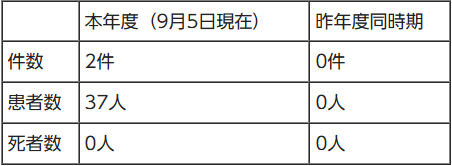 本年度（9月5日現在） 昨年度同時期
件数 2件 0件
患者数 37人 0人
死者数 0人 0人